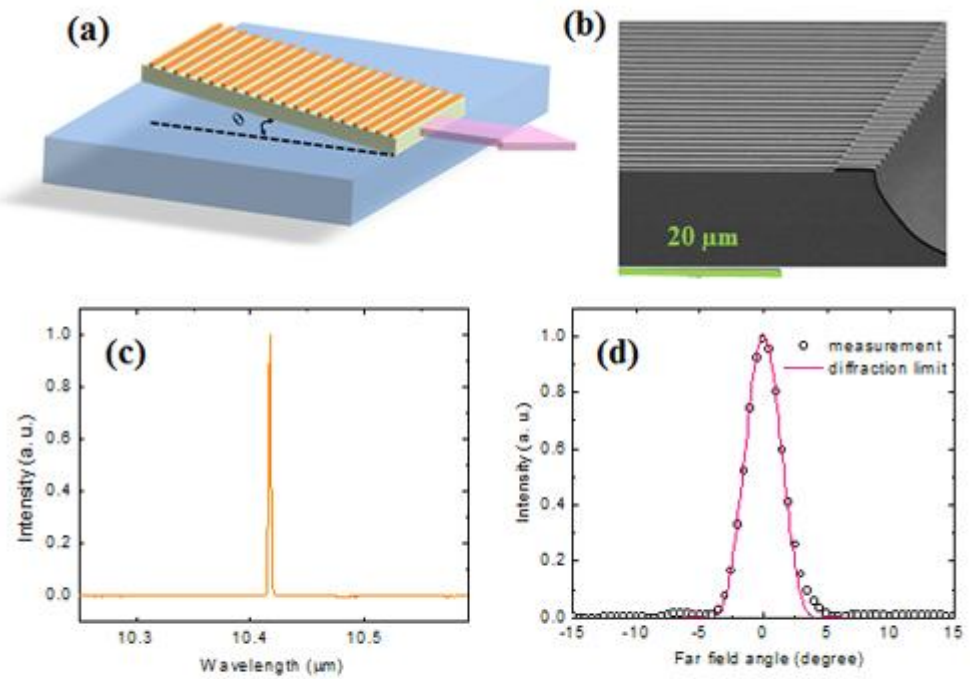 (a)
Θ
(b)
20 µm
(c)
Intensity (a. u.)
1.0
0.8
0.6
0.4
0.2
0.0
10.3
10.4
10.5
Wavelength (µm)
(d)
measurement
diffraction limit
Intensity (a. u.)
1.0
0.8
0.6
0.4
0.2
0.0
-15
-10
-5
0
5
10
15
Far field angle (degree)